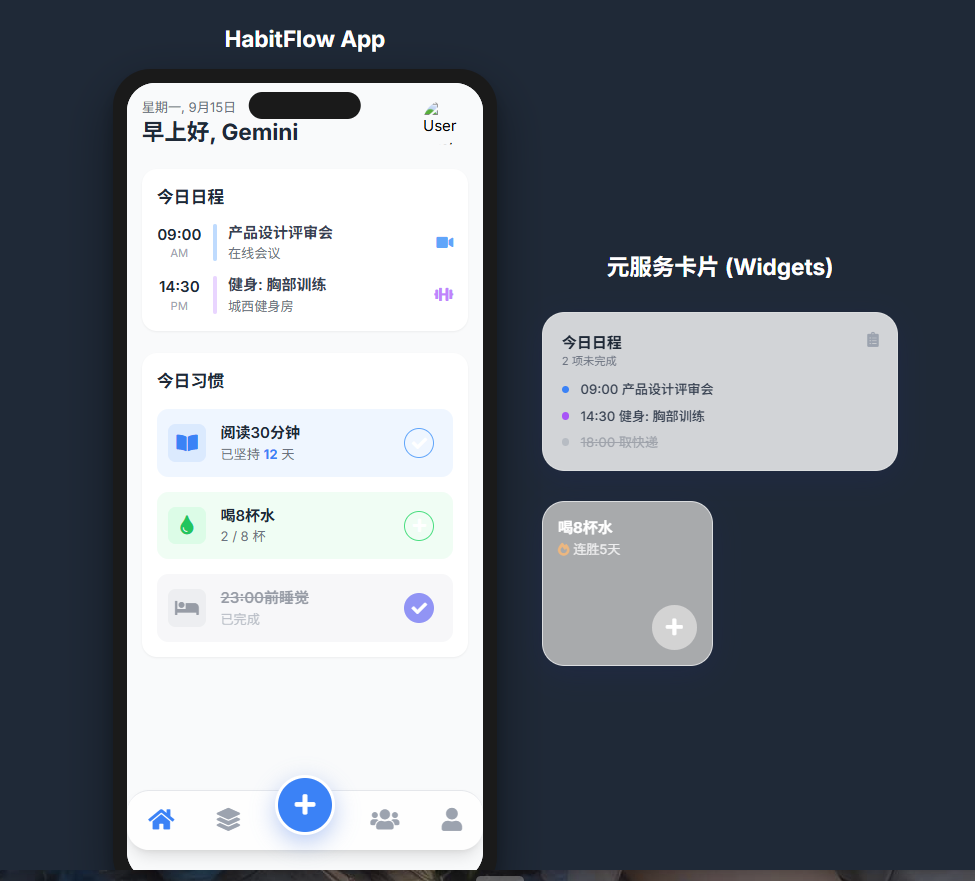 HabitFlow App
星期一, 9月15日
早上好, Gemini
User
今日日程
09:00
AM
产品设计评审会
在线会议
14:30
PM
健身: 胸部训练
城西健身房
今日习惯
阅读30分钟
已坚持 12 天
喝8杯水
2 / 8 杯
23:00前睡觉
已完成
元服务卡片 (Widgets)
今日日程
2 项未完成
09:00 产品设计评审会
14:30 健身: 胸部训练
18:00 取快递
喝8杯水
连胜5天